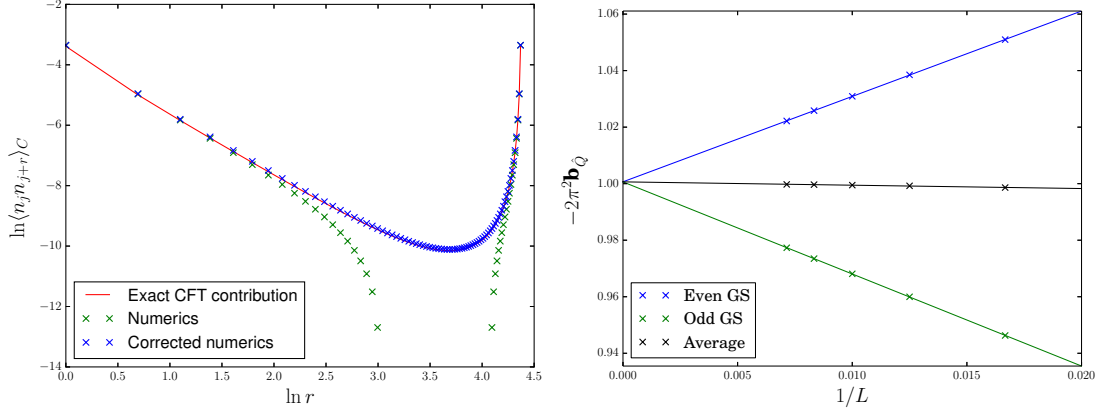 −2
−4
−6
−8
−10
−12
−14
ln⟨n_j n_{j+r}⟩_C
Exact CFT contribution
Numerics
Corrected numerics
0.0 0.5 1.0 1.5 2.0 2.5 3.0 3.5 4.0 4.5
ln r
1.06
1.04
1.02
1.00
0.98
0.96
0.94
−2π²b_Q̂
Even GS
Odd GS
Average
0.000 0.005 0.010 0.015 0.020
1/L